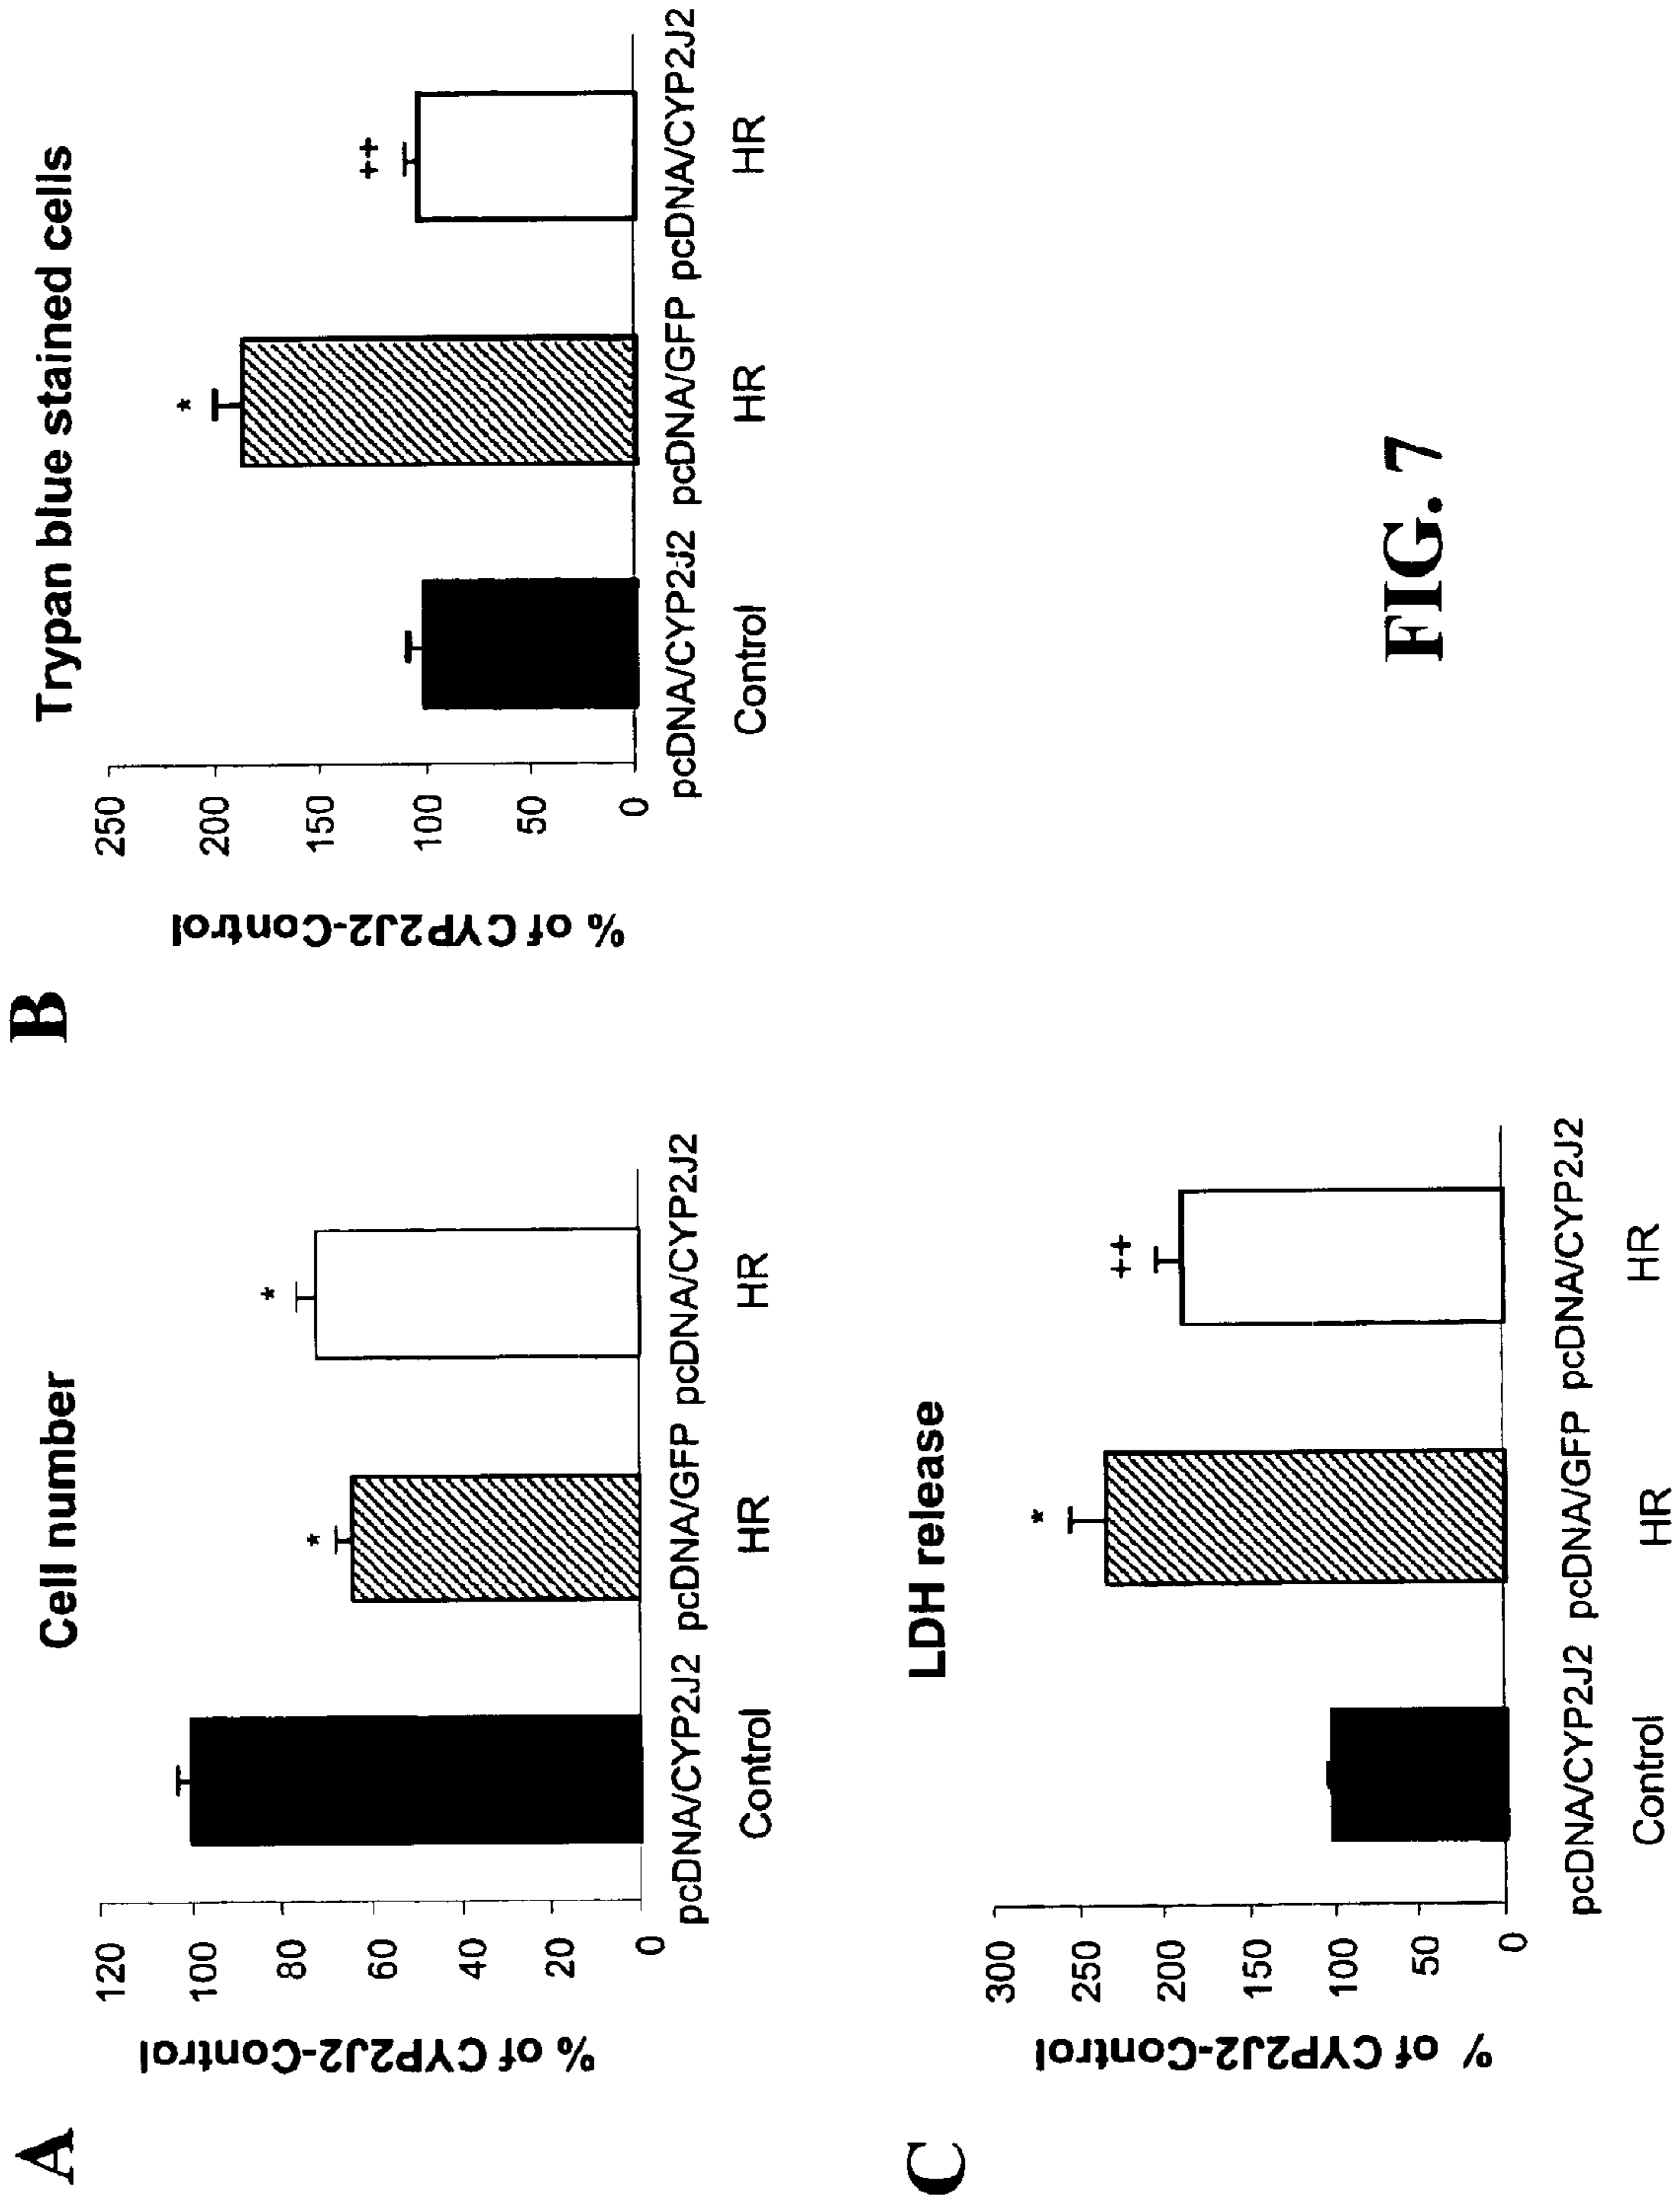 A
Cell number
% of CYP2J2-Control
120
100
80
60
40
20
0
*
*
pcDNA/CYP2J2 pcDNA/GFP pcDNA/CYP2J2
Control HR HR
B
Trypan blue stained cells
% of CYP2J2-Control
250
200
150
100
50
0
*
++
pcDNA/CYP2J2 pcDNA/GFP pcDNA/CYP2J2
Control HR HR
C
LDH release
% of CYP2J2-Control
300
250
200
150
100
50
0
*
++
pcDNA/CYP2J2 pcDNA/GFP pcDNA/CYP2J2
Control HR HR
FIG. 7